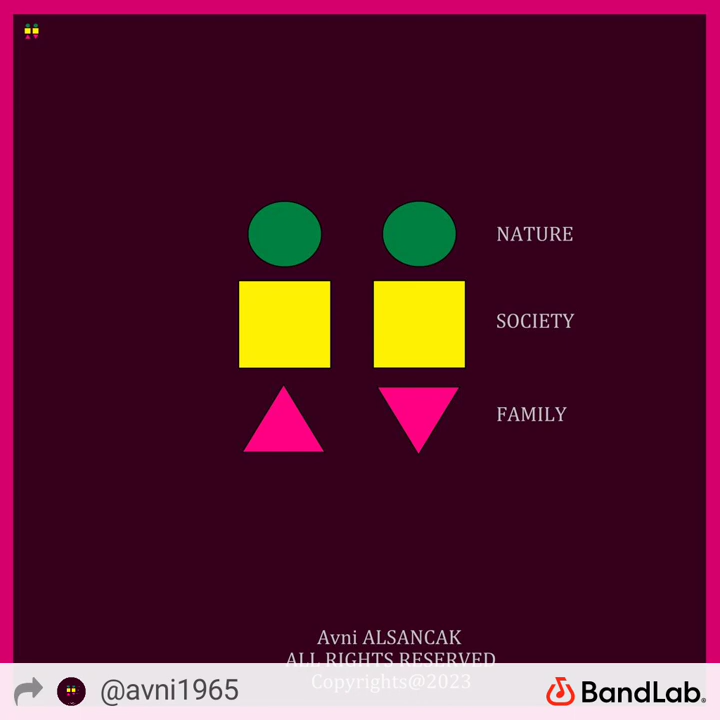 NATURE
SOCIETY
FAMILY
Avni ALSANCAK
ALL RIGHTS RESERVED
Copyrights@2023
@avni1965
BandLab.